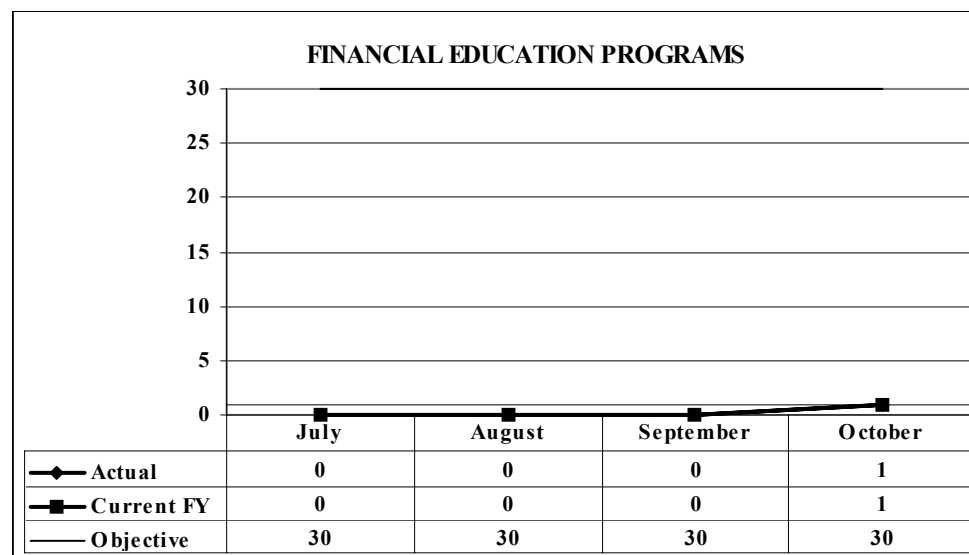 FINANCIAL EDUCATION PROGRAMS
30
25
20
15
10
5
0
July August September October
Actual 0 0 0 1
Current FY 0 0 0 1
Objective 30 30 30 30